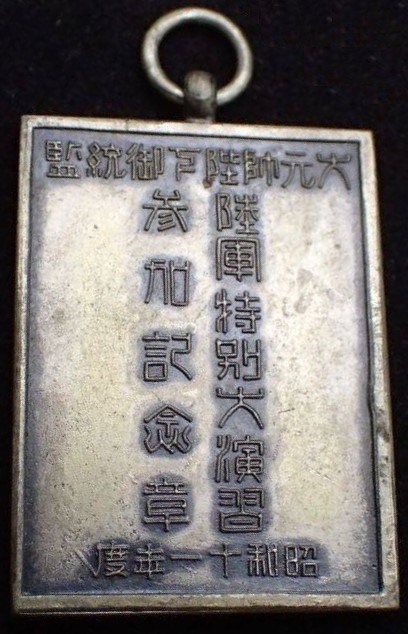 大元帥陛下御統監
陸軍特別大演習
参加記念章
昭和十一年度